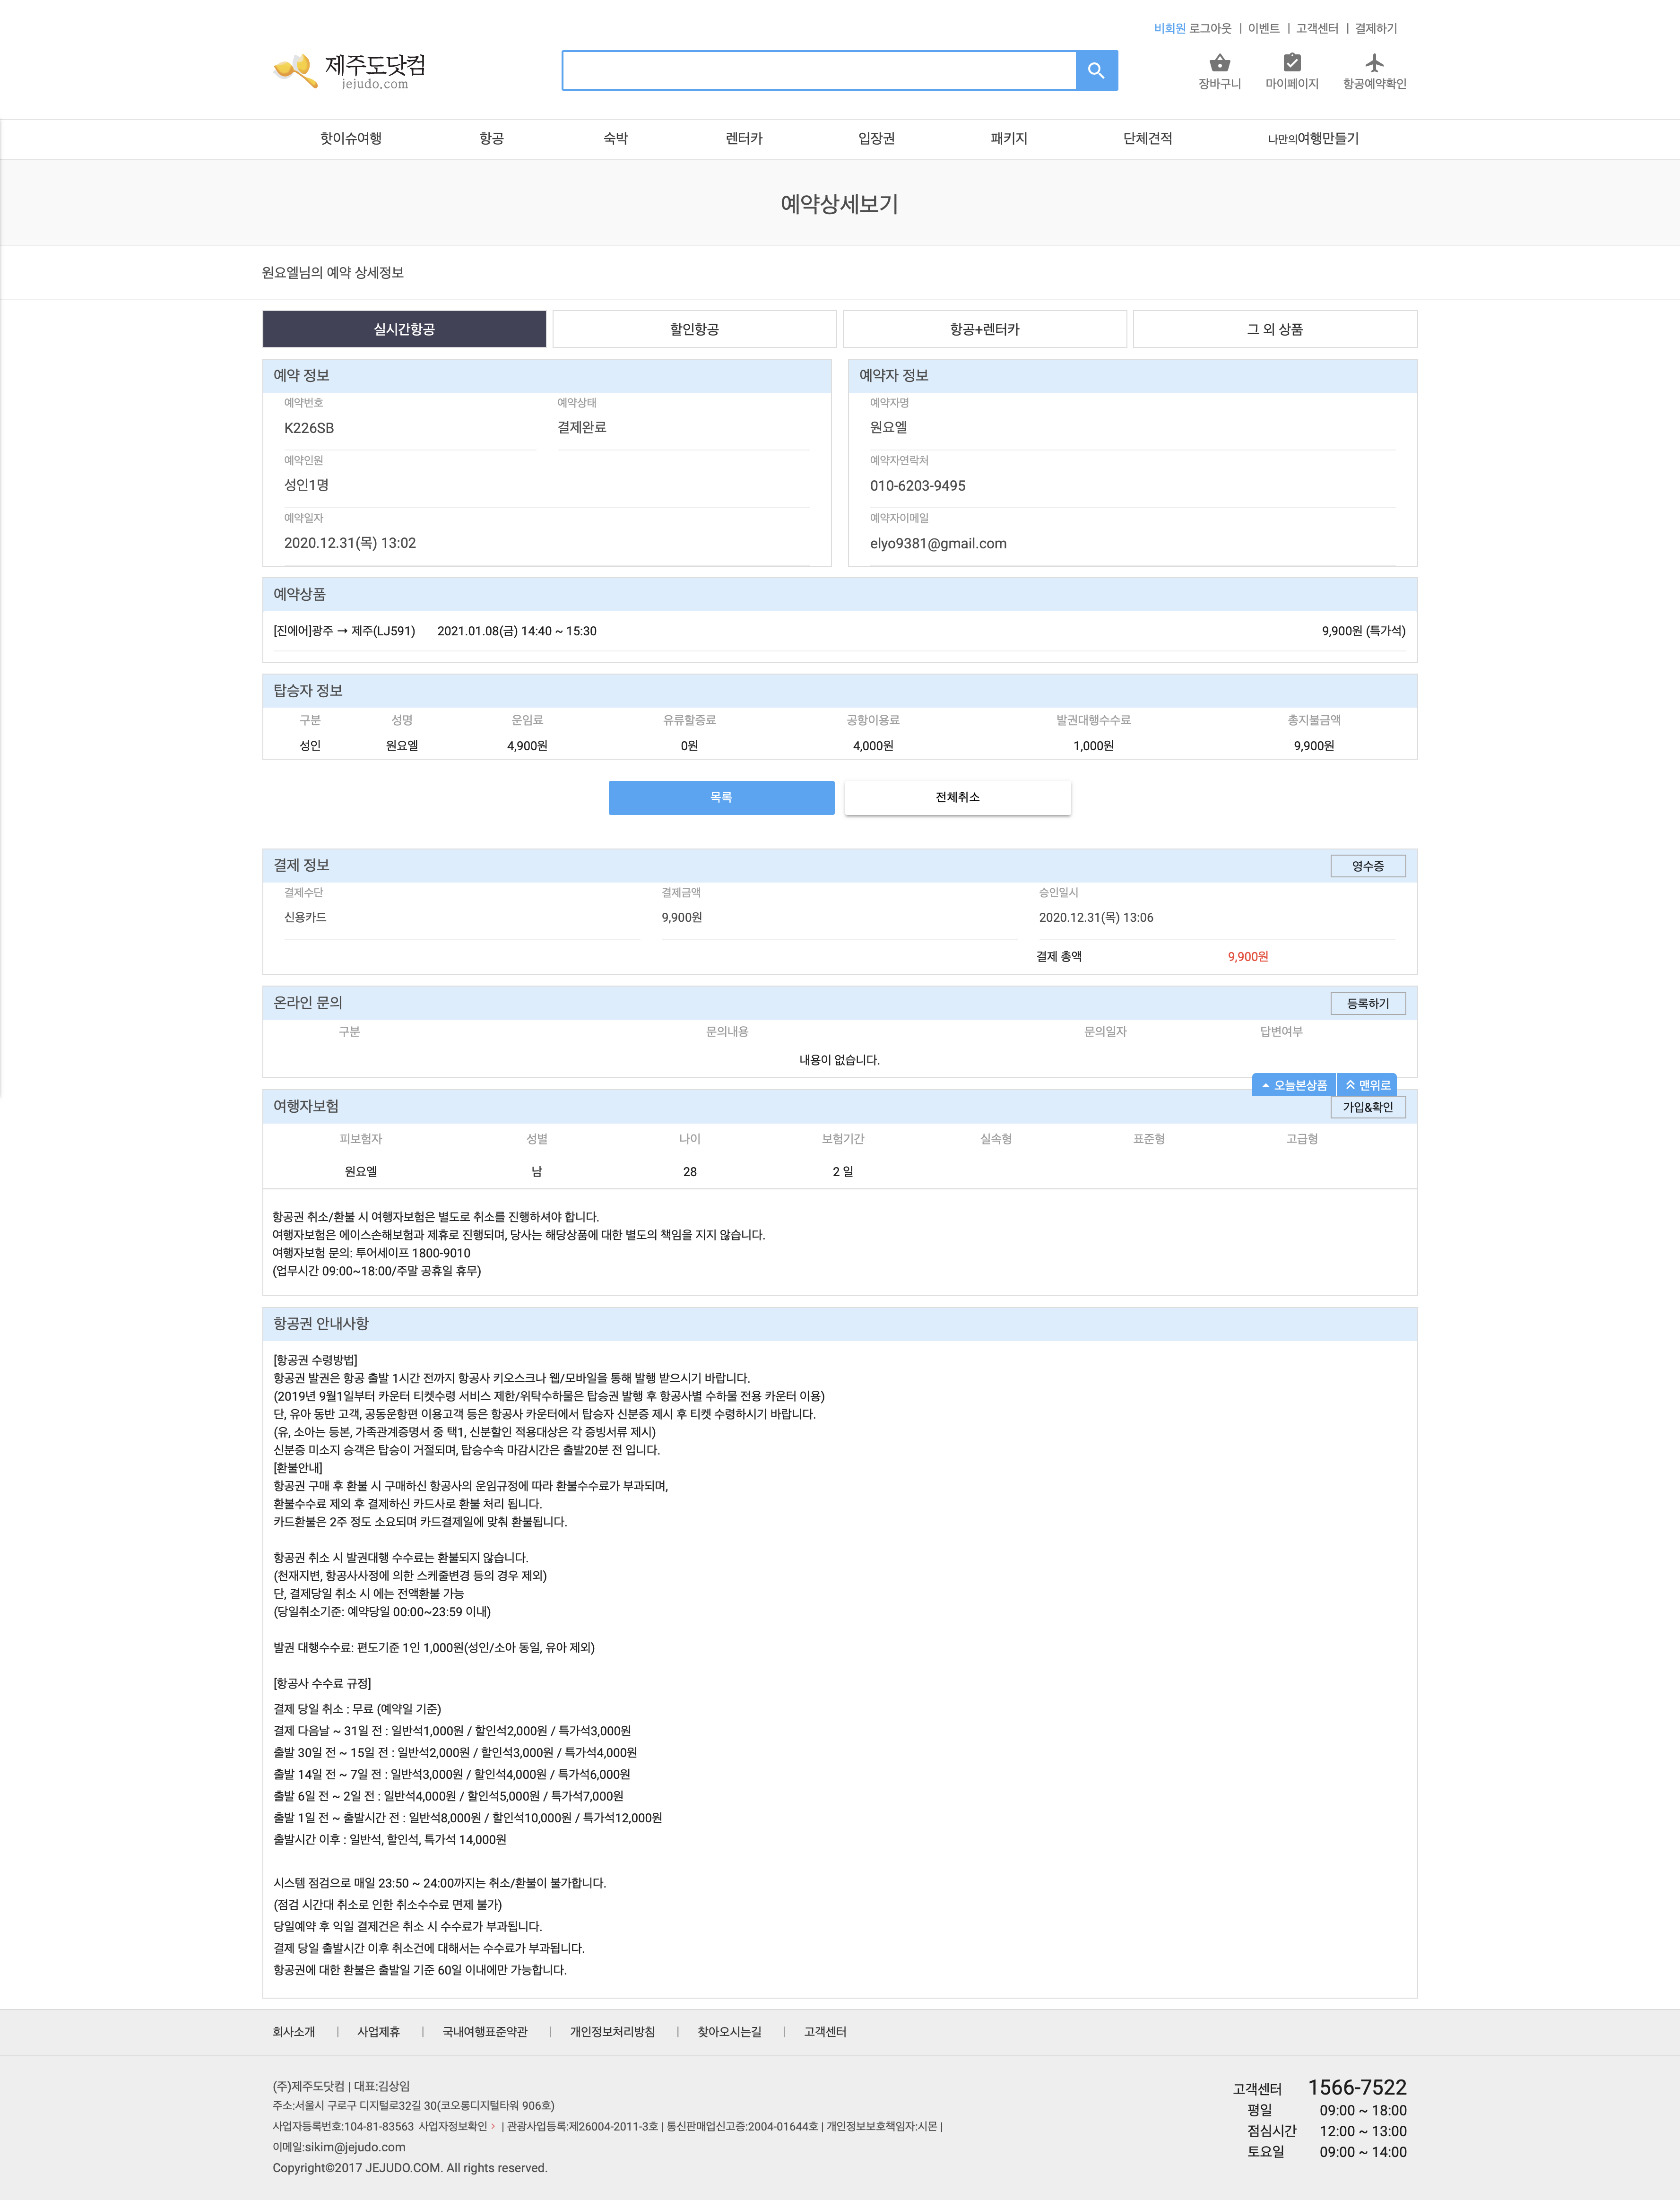 비회원 로그아웃 | 이벤트 | 고객센터 | 결제하기
제주도닷컴
jejudo.com
장바구니 마이페이지 항공예약확인
핫이슈여행 항공 숙박 렌터카 입장권 패키지 단체견적 나만의여행만들기
예약상세보기
원요엘님의 예약 상세정보
실시간항공 할인항공 항공+렌터카 그 외 상품
예약 정보
예약번호 예약상태
K226SB 결제완료
예약인원
성인1명
예약일자
2020.12.31(목) 13:02
예약자 정보
예약자명
원요엘
예약자연락처
010-6203-9495
예약자이메일
elyo9381@gmail.com
예약상품
[진에어]광주 → 제주(LJ591) 2021.01.08(금) 14:40 ~ 15:30 9,900원 (특가석)
탑승자 정보
구분 성명 운임료 유류할증료 공항이용료 발권대행수수료 총지불금액
성인 원요엘 4,900원 0원 4,000원 1,000원 9,900원
목록 전체취소
결제 정보 영수증
결제수단 결제금액 승인일시
신용카드 9,900원 2020.12.31(목) 13:06
결제 총액 9,900원
온라인 문의 등록하기
구분 문의내용 문의일자 답변여부
내용이 없습니다.
오늘본상품 맨위로
여행자보험 가입&확인
피보험자 성별 나이 보험기간 실속형 표준형 고급형
원요엘 남 28 2 일
항공권 취소/환불 시 여행자보험은 별도로 취소를 진행하셔야 합니다.
여행자보험은 에이스손해보험과 제휴로 진행되며, 당사는 해당상품에 대한 별도의 책임을 지지 않습니다.
여행자보험 문의: 투어세이프 1800-9010
(업무시간 09:00~18:00/주말 공휴일 휴무)
항공권 안내사항
[항공권 수령방법]
항공권 발권은 항공 출발 1시간 전까지 항공사 키오스크나 웹/모바일을 통해 발행 받으시기 바랍니다.
(2019년 9월1일부터 카운터 티켓수령 서비스 제한/위탁수하물은 탑승권 발행 후 항공사별 수하물 전용 카운터 이용)
단, 유아 동반 고객, 공동운항편 이용고객 등은 항공사 카운터에서 탑승자 신분증 제시 후 티켓 수령하시기 바랍니다.
(유, 소아는 등본, 가족관계증명서 중 택1, 신분할인 적용대상은 각 증빙서류 제시)
신분증 미소지 승객은 탑승이 거절되며, 탑승수속 마감시간은 출발20분 전 입니다.
[환불안내]
항공권 구매 후 환불 시 구매하신 항공사의 운임규정에 따라 환불수수료가 부과되며,
환불수수료 제외 후 결제하신 카드사로 환불 처리 됩니다.
카드환불은 2주 정도 소요되며 카드결제일에 맞춰 환불됩니다.
항공권 취소 시 발권대행 수수료는 환불되지 않습니다.
(천재지변, 항공사사정에 의한 스케줄변경 등의 경우 제외)
단, 결제당일 취소 시 에는 전액환불 가능
(당일취소기준: 예약당일 00:00~23:59 이내)
발권 대행수수료: 편도기준 1인 1,000원(성인/소아 동일, 유아 제외)
[항공사 수수료 규정]
결제 당일 취소 : 무료 (예약일 기준)
결제 다음날 ~ 31일 전 : 일반석1,000원 / 할인석2,000원 / 특가석3,000원
출발 30일 전 ~ 15일 전 : 일반석2,000원 / 할인석3,000원 / 특가석4,000원
출발 14일 전 ~ 7일 전 : 일반석3,000원 / 할인석4,000원 / 특가석6,000원
출발 6일 전 ~ 2일 전 : 일반석4,000원 / 할인석5,000원 / 특가석7,000원
출발 1일 전 ~ 출발시간 전 : 일반석8,000원 / 할인석10,000원 / 특가석12,000원
출발시간 이후 : 일반석, 할인석, 특가석 14,000원
시스템 점검으로 매일 23:50 ~ 24:00까지는 취소/환불이 불가합니다.
(점검 시간대 취소로 인한 취소수수료 면제 불가)
당일예약 후 익일 결제건은 취소 시 수수료가 부과됩니다.
결제 당일 출발시간 이후 취소건에 대해서는 수수료가 부과됩니다.
항공권에 대한 환불은 출발일 기준 60일 이내에만 가능합니다.
회사소개 | 사업제휴 | 국내여행표준약관 | 개인정보처리방침 | 찾아오시는길 | 고객센터
(주)제주도닷컴 | 대표:김상임
주소:서울시 구로구 디지털로32길 30(코오롱디지털타워 906호)
사업자등록번호:104-81-83563 사업자정보확인 > | 관광사업등록:제26004-2011-3호 | 통신판매업신고증:2004-01644호 | 개인정보보호책임자:시몬 |
이메일:sikim@jejudo.com
Copyright©2017 JEJUDO.COM. All rights reserved.
고객센터 1566-7522
평일 09:00 ~ 18:00
점심시간 12:00 ~ 13:00
토요일 09:00 ~ 14:00